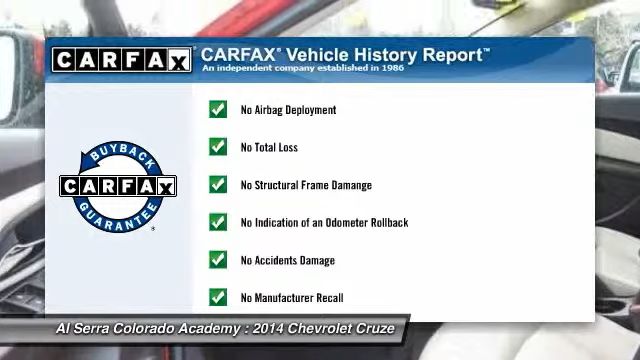 CARFAX® CARFAX® Vehicle History Report™
An independent company established in 1986
No Airbag Deployment
No Total Loss
No Structural Frame Damange
No Indication of an Odometer Rollback
No Accidents Damage
No Manufacturer Recall
BUYBACK
CARFAX
GUARANTEE®
Al Serra Colorado Academy : 2014 Chevrolet Cruze